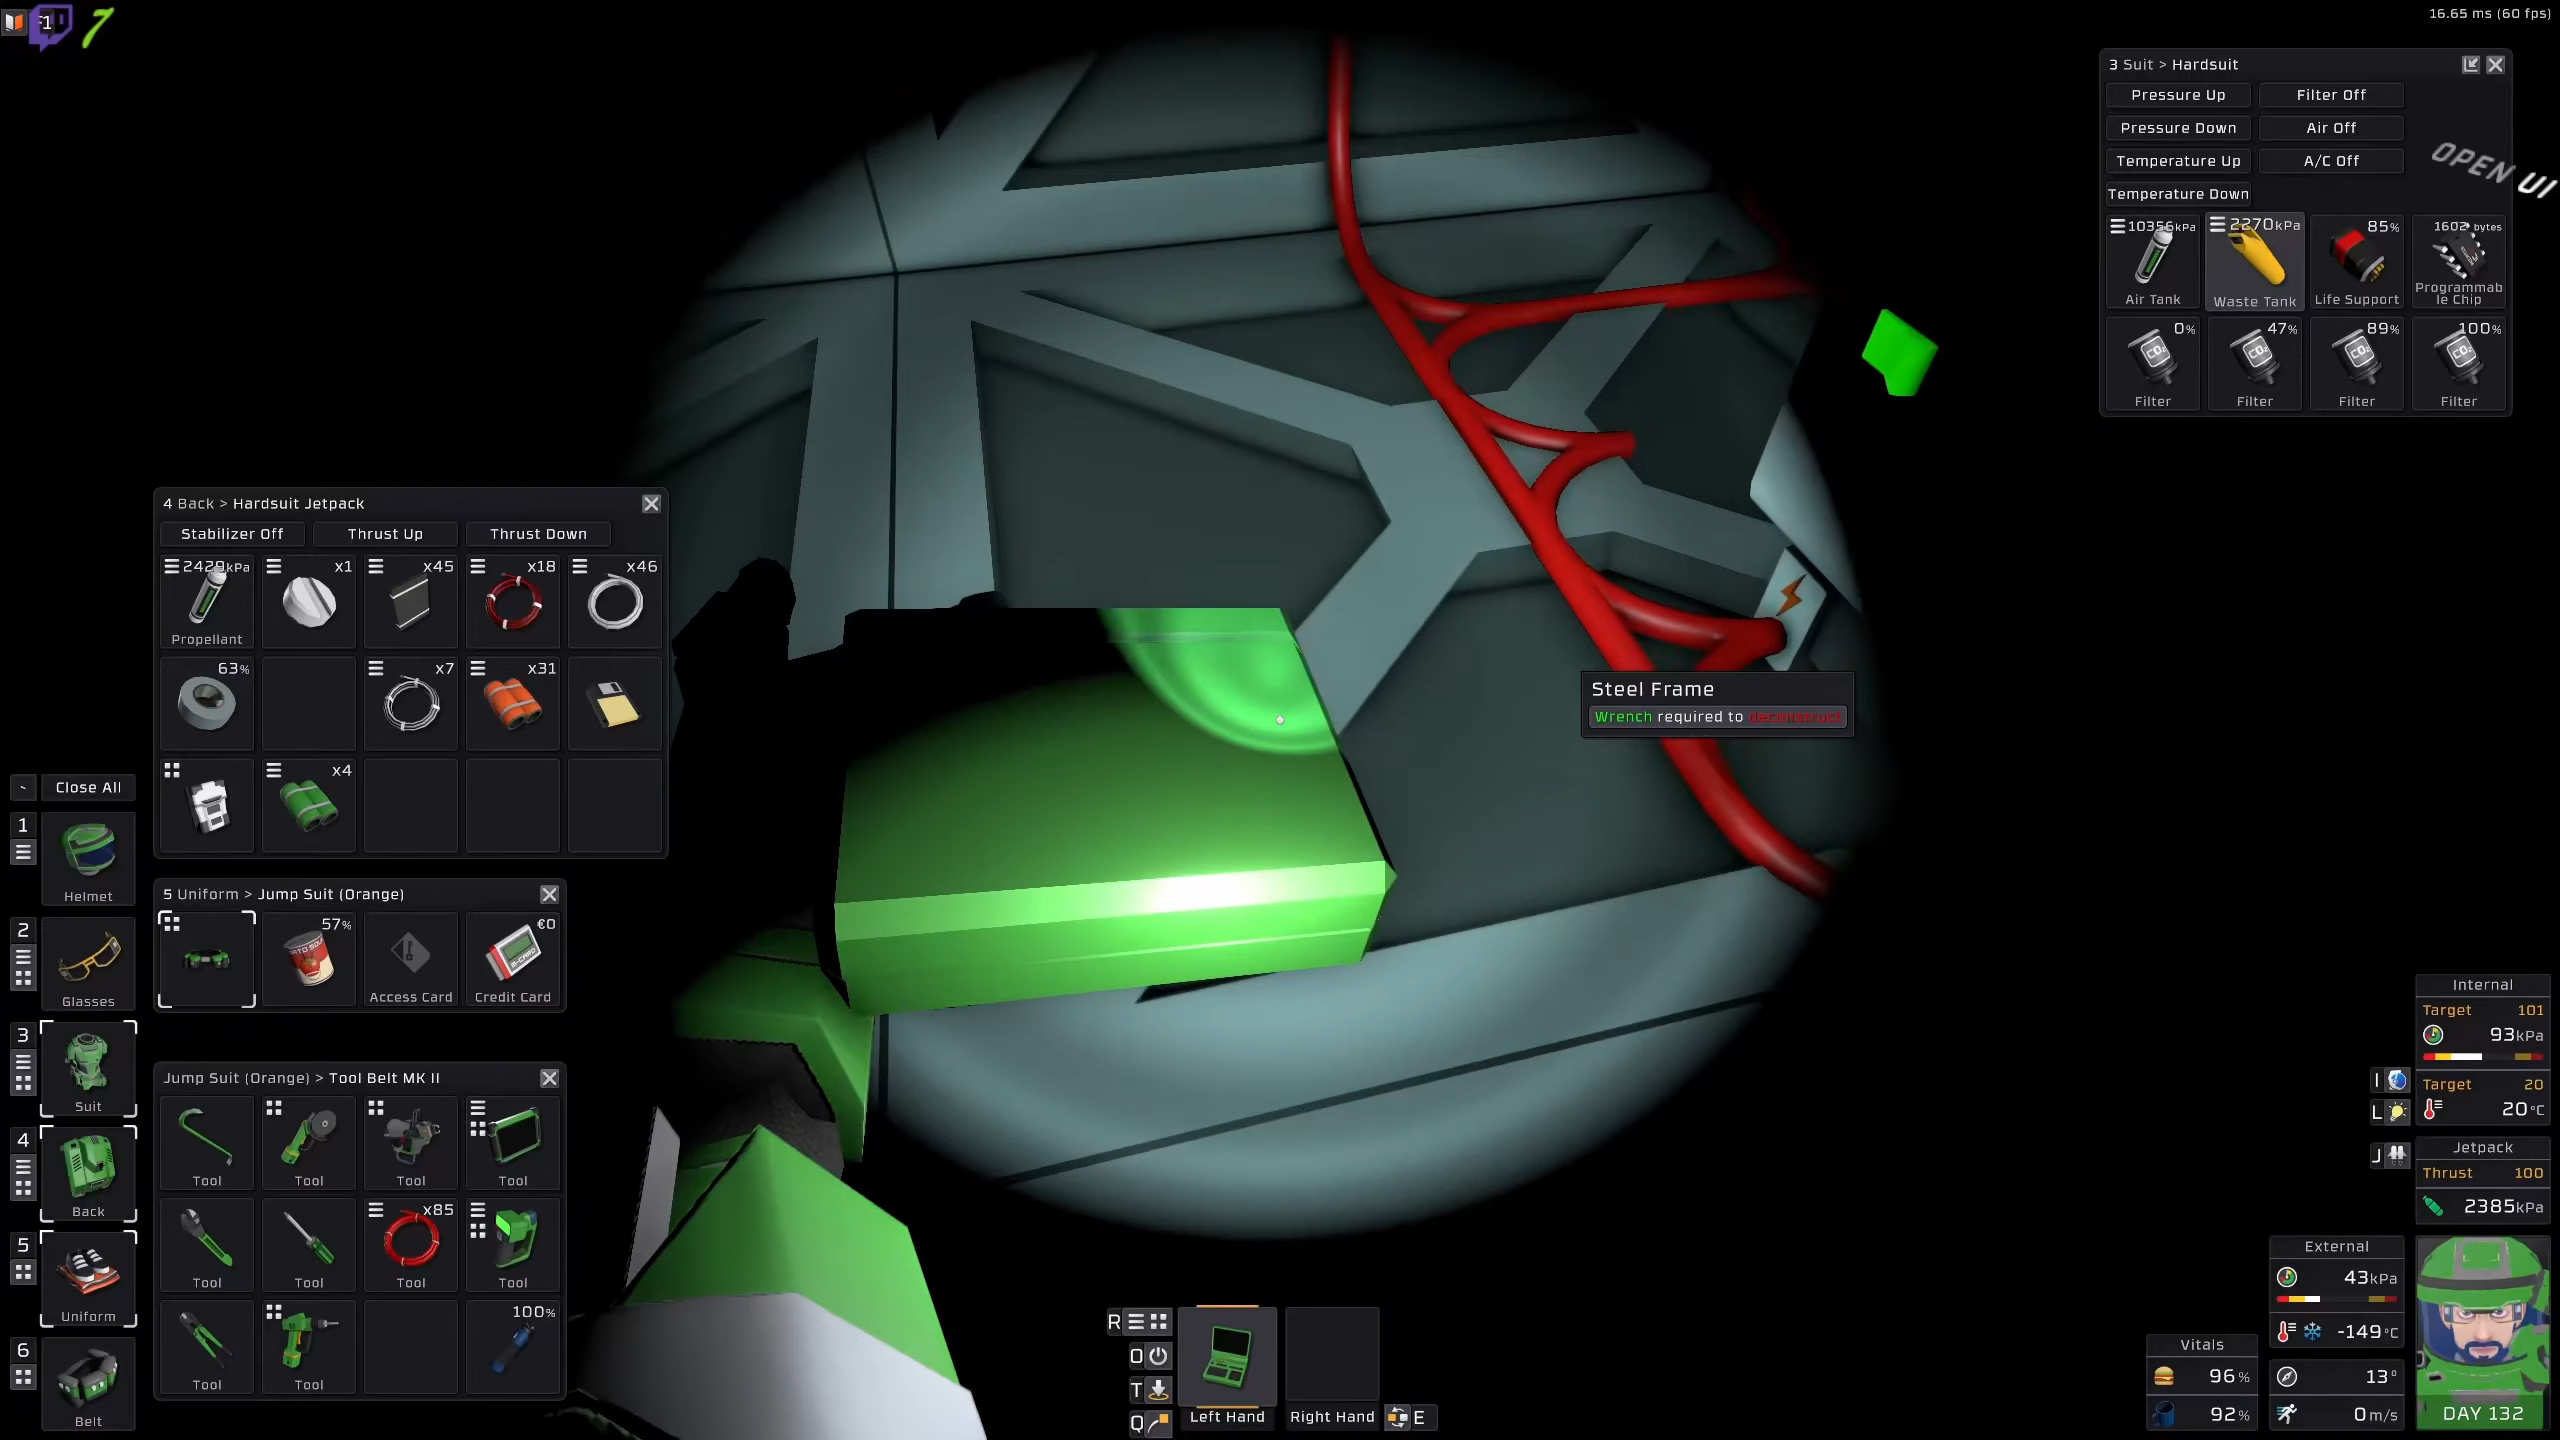 F1
16.65 ms (60 fps)
3 Suit > Hardsuit
Pressure Up
Filter Off
Pressure Down
Air Off
Temperature Up
A/C Off
Temperature Down
OPEN UI
10356kPa
Air Tank
2270kPa
Waste Tank
85%
Life Support
1602 bytes
Programmab
le Chip
0%
CO₂
Filter
47%
CO₂
Filter
89%
CO₂
Filter
100%
CO₂
Filter
4 Back > Hardsuit Jetpack
Stabilizer Off
Thrust Up
Thrust Down
2429kPa
Propellant
x1
x45
x18
x46
63%
x7
x31
x4
Steel Frame
Wrench required to deconstruct
~ Close All
1
Helmet
2
Glasses
3
Suit
4
Back
5
Uniform
6
Belt
5 Uniform > Jump Suit (Orange)
57%
Access Card
€0
Credit Card
Jump Suit (Orange) > Tool Belt MK II
Tool
Tool
Tool
Tool
Tool
Tool
x85
Tool
Tool
Tool
Tool
100%
R
O
T
Q
Left Hand
Right Hand
E
Internal
Target 101
93kPa
Target 20
20°C
I
L
J
Jetpack
Thrust 100
2385kPa
External
43kPa
-149°C
13°
0m/s
Vitals
96%
92%
DAY 132